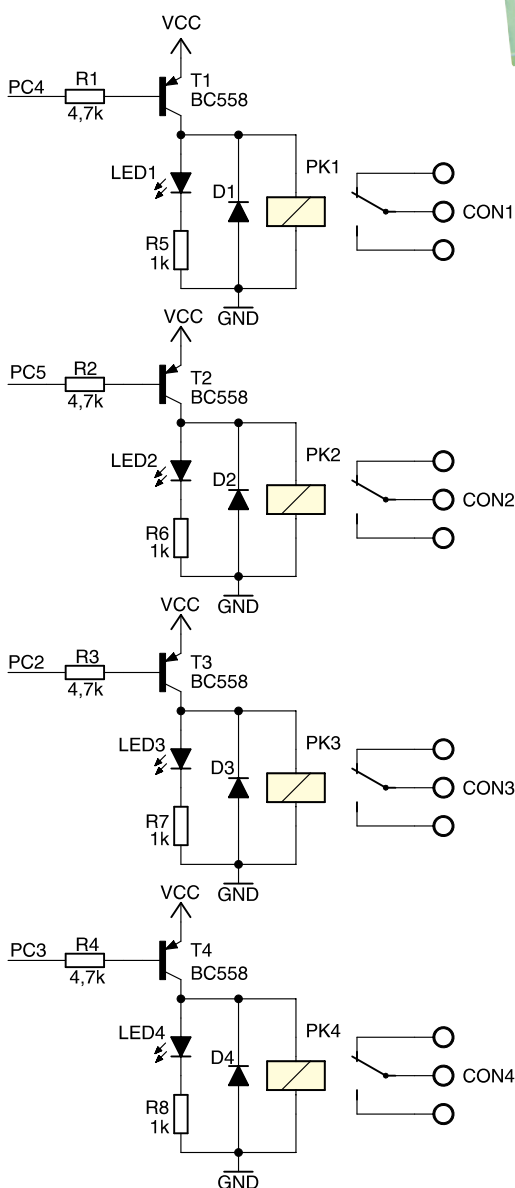 VCC
PC4
R1
4,7k
T1
BC558
LED1
D1
PK1
CON1
R5
1k
GND
VCC
PC5
R2
4,7k
T2
BC558
LED2
D2
PK2
CON2
R6
1k
GND
VCC
PC2
R3
4,7k
T3
BC558
LED3
D3
PK3
CON3
R7
1k
GND
VCC
PC3
R4
4,7k
T4
BC558
LED4
D4
PK4
CON4
R8
1k
GND